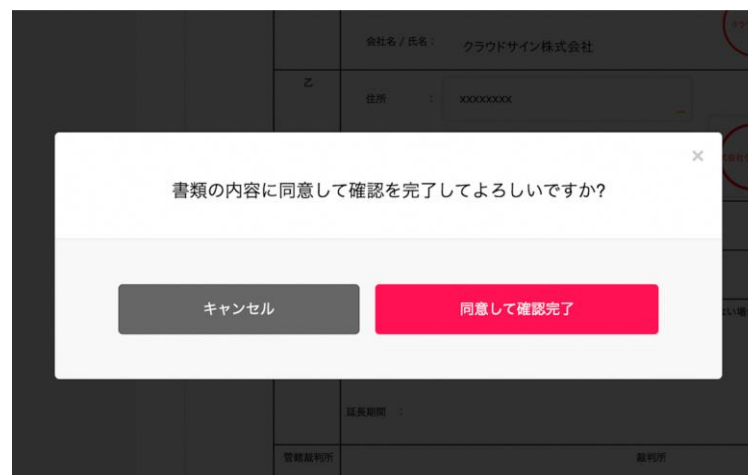 会社名 / 氏名 : クラウドサイン株式会社
乙
住所 : xxxxxxxx
×
書類の内容に同意して確認を完了してよろしいですか?
キャンセル
同意して確認完了
延長期間 :
管轄裁判所 裁判所